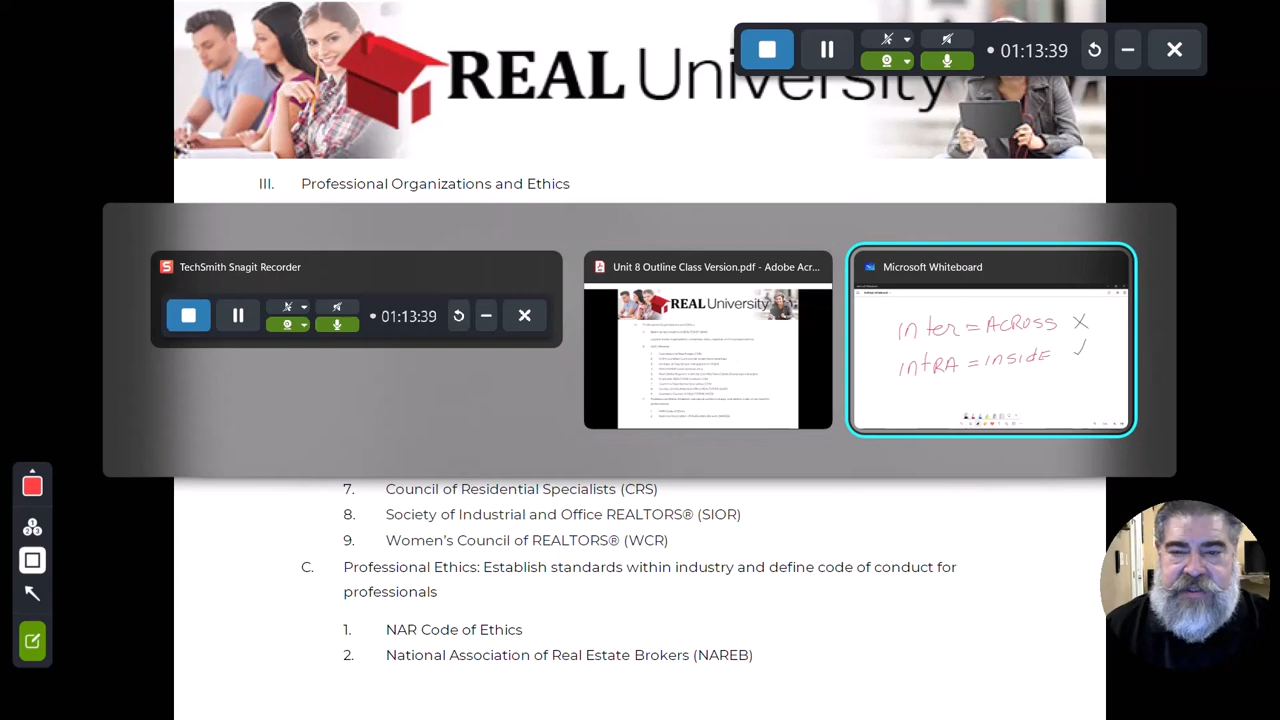 REAL University
01:13:39
III. Professional Organizations and Ethics
TechSmith Snagit Recorder
01:13:39
Unit 8 Outline Class Version.pdf - Adobe Acr...
REAL University
Microsoft Whiteboard
inter = ACROSS X
intRA = INSIDE ✓
7. Council of Residential Specialists (CRS)
8. Society of Industrial and Office REALTORS® (SIOR)
9. Women's Council of REALTORS® (WCR)
C. Professional Ethics: Establish standards within industry and define code of conduct for
professionals
1. NAR Code of Ethics
2. National Association of Real Estate Brokers (NAREB)